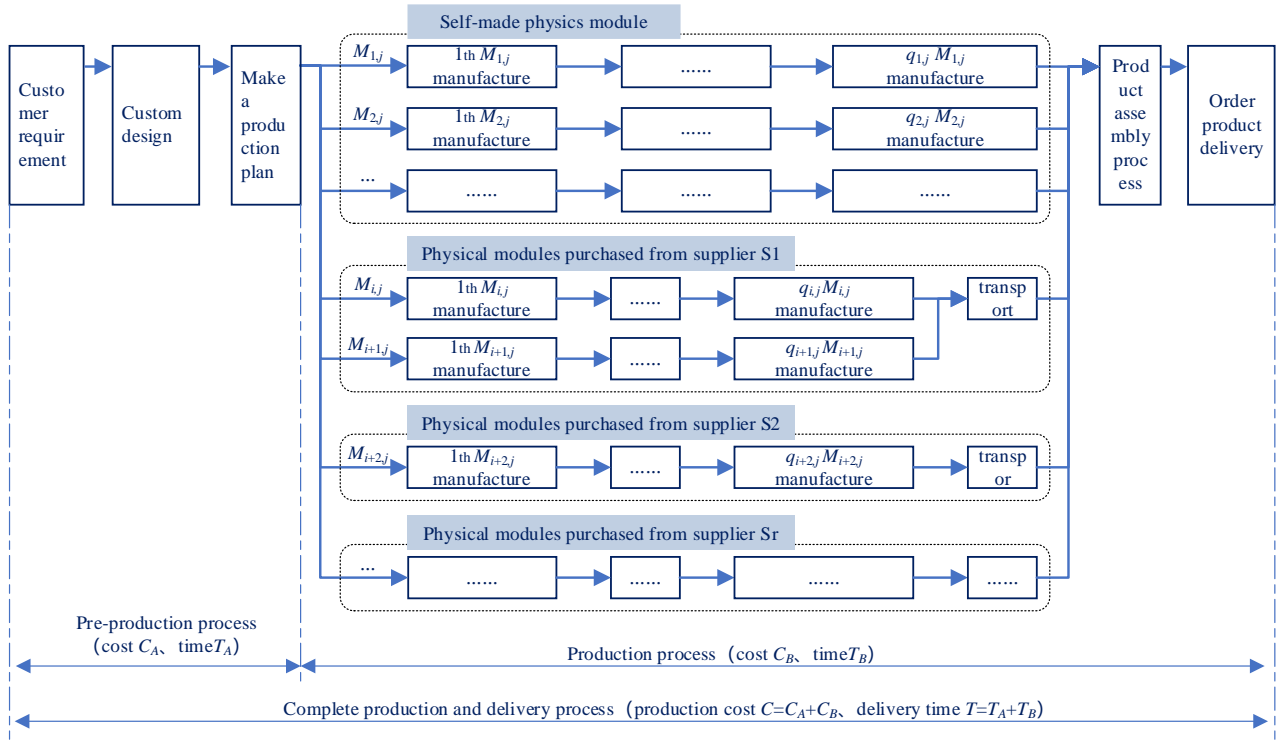 Self-made physics module
Custo
mer
requir
ement
Custom
design
Make
a
produ
ction
plan
M1,j
1th M1,j
manufacture
......
q1,j M1,j
manufacture
M2,j
1th M2,j
manufacture
......
q2,j M2,j
manufacture
...
......
......
......
Prod
uct
asse
mbly
proc
ess
Order
product
delivery
Physical modules purchased from supplier S1
Mi,j
1th Mi,j
manufacture
......
qi,j Mi,j
manufacture
transp
ort
Mi+1,j
1th Mi+1,j
manufacture
......
qi+1,j Mi+1,j
manufacture
Physical modules purchased from supplier S2
Mi+2,j
1th Mi+2,j
manufacture
......
qi+2,j Mi+2,j
manufacture
transp
or
Physical modules purchased from supplier Sr
...
......
......
......
......
Pre-production process
（cost CA、timeTA）
Production process（cost CB、timeTB）
Complete production and delivery process（production cost C=CA+CB、delivery time T=TA+TB）